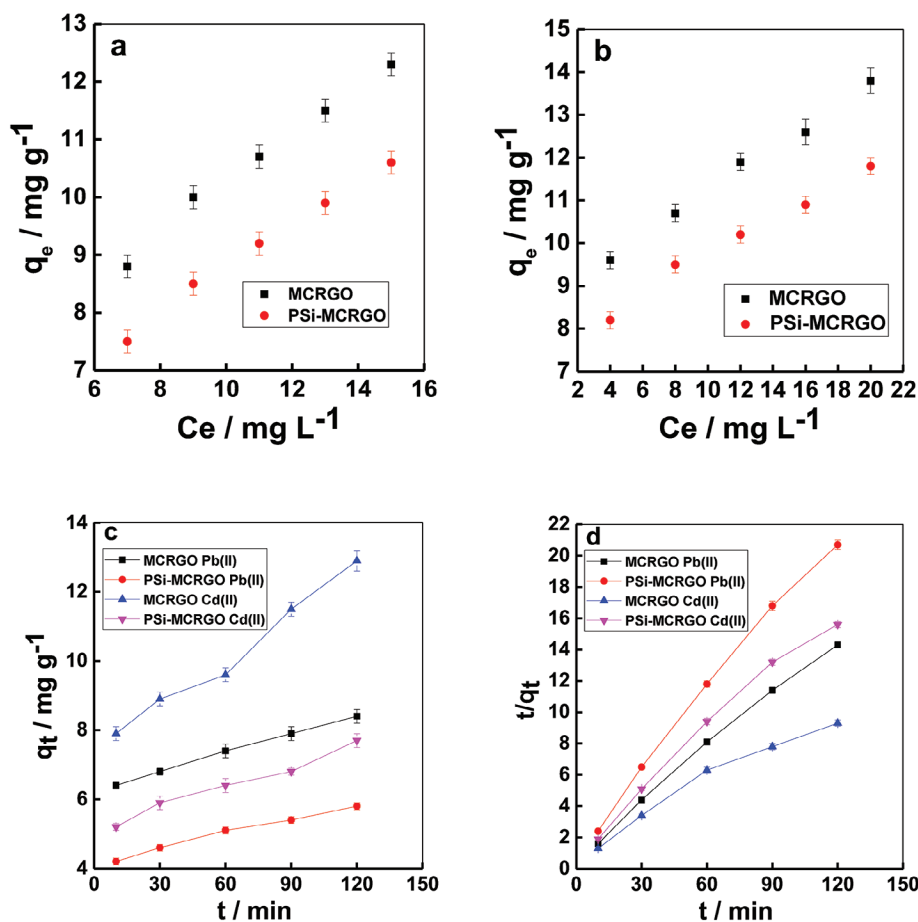 a
13
12
11
10
9
8
7
qe / mg g-1
MCRGO
PSi-MCRGO
6 8 10 12 14 16
Ce / mg L-1
b
15
14
13
12
11
10
9
8
7
qe / mg g-1
MCRGO
PSi-MCRGO
2 4 6 8 10 12 14 16 18 20 22
Ce / mg L-1
c
14
12
10
8
6
4
qt / mg g-1
MCRGO Pb(II)
PSi-MCRGO Pb(II)
MCRGO Cd(II)
PSi-MCRGO Cd(II)
0 30 60 90 120 150
t / min
d
22
20
18
16
14
12
10
8
6
4
2
0
t/qt
MCRGO Pb(II)
PSi-MCRGO Pb(II)
MCRGO Cd(II)
PSi-MCRGO Cd(II)
0 30 60 90 120 150
t / min